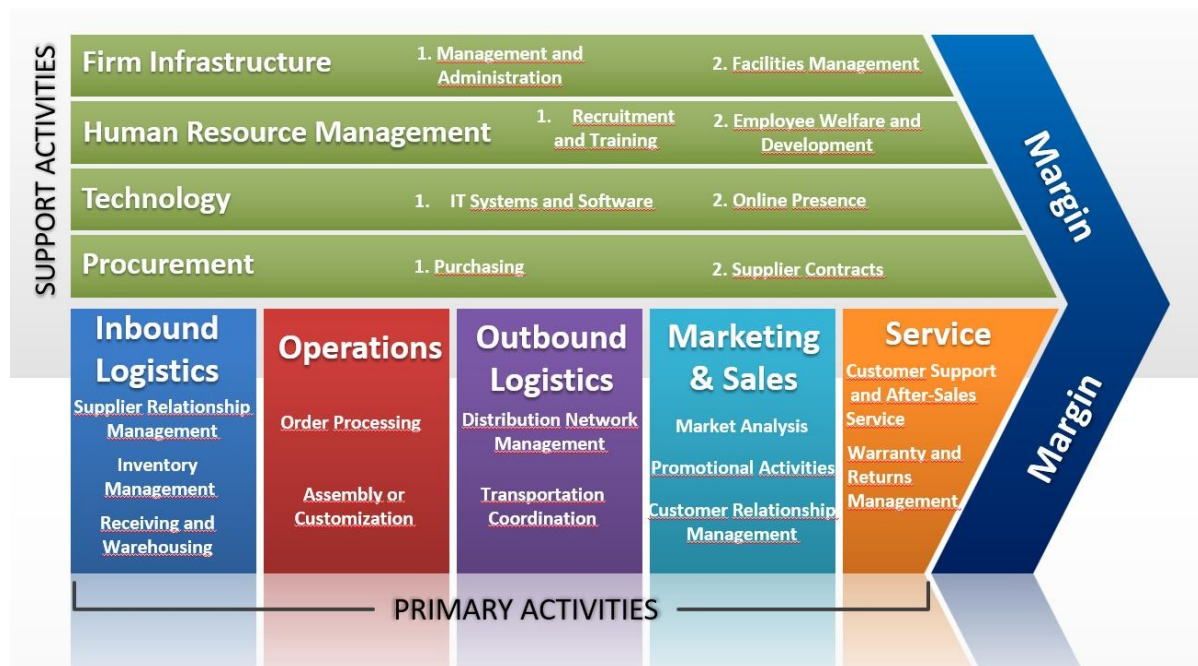 SUPPORT ACTIVITIES
Firm Infrastructure
1. Management and
Administration
2. Facilities Management
Human Resource Management
1. Recruitment
and Training
2. Employee Welfare and
Development
Technology
1. IT Systems and Software
2. Online Presence
Procurement
1. Purchasing
2. Supplier Contracts
Margin
Margin
Inbound
Logistics
Supplier Relationship
Management
Inventory
Management
Receiving and
Warehousing
Operations
Order Processing
Assembly or
Customization
Outbound
Logistics
Distribution Network
Management
Transportation
Coordination
Marketing
& Sales
Market Analysis
Promotional Activities
Customer Relationship
Management
Service
Customer Support
and After-Sales
Service
Warranty and
Returns
Management
PRIMARY ACTIVITIES